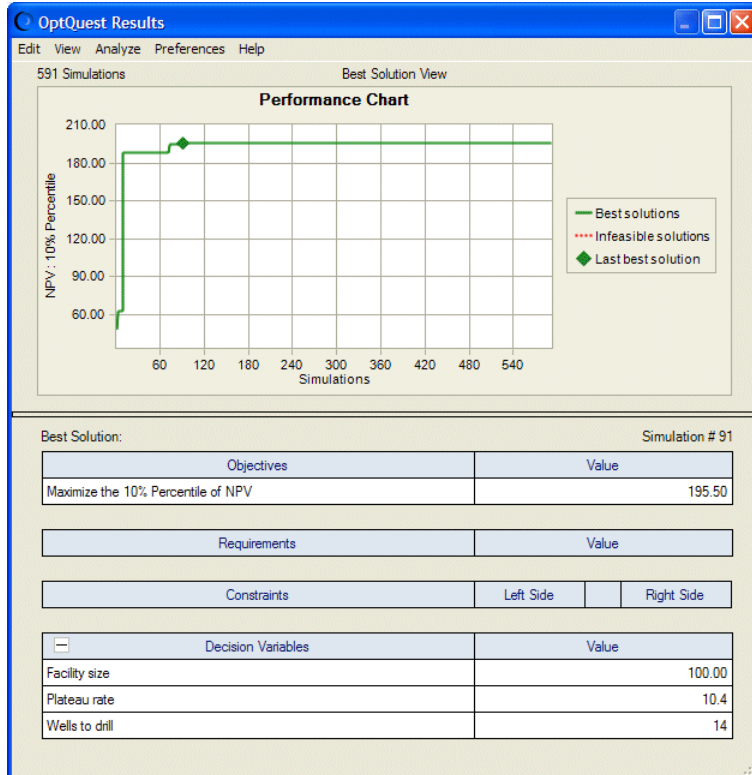 OptQuest Results
Edit View Analyze Preferences Help
591 Simulations Best Solution View
Performance Chart
210.00
180.00
150.00
120.00
90.00
60.00
NPV: 10% Percentile
60 120 180 240 300 360 420 480 540
Simulations
Best solutions
Infeasible solutions
Last best solution
Best Solution: Simulation # 91
Objectives Value
Maximize the 10% Percentile of NPV 195.50
Requirements Value
Constraints Left Side Right Side
Decision Variables Value
Facility size 100.00
Plateau rate 10.4
Wells to drill 14